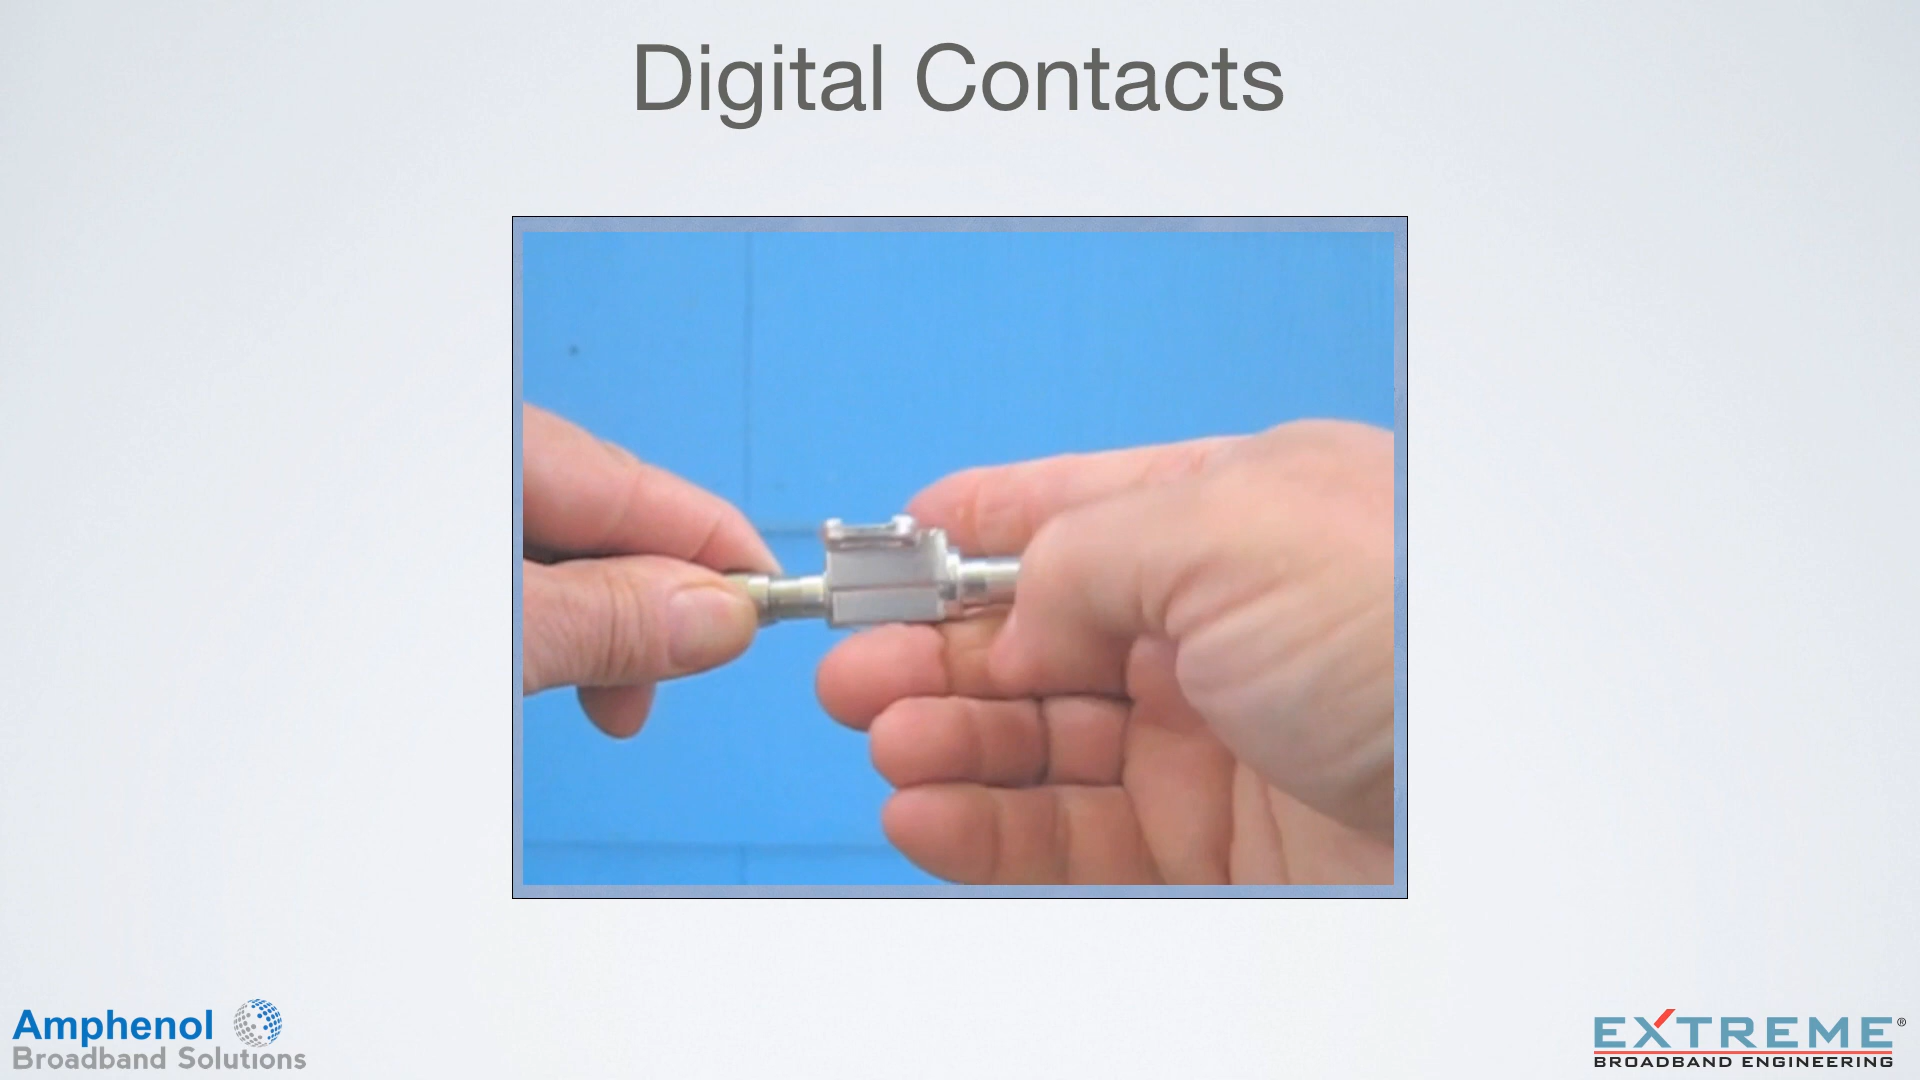 Digital Contacts
Amphenol
Broadband Solutions
EXTREME®
BROADBAND ENGINEERING